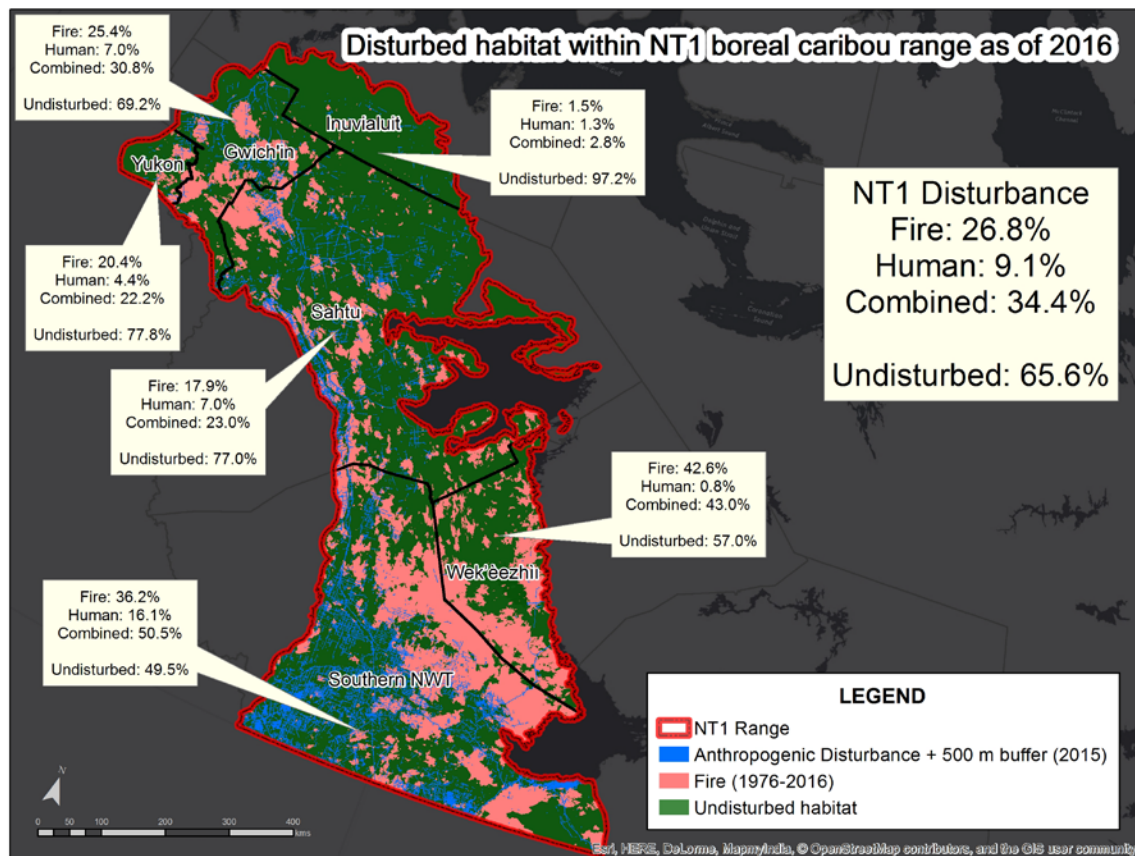 Disturbed habitat within NT1 boreal caribou range as of 2016
Fire: 25.4%
Human: 7.0%
Combined: 30.8%
Undisturbed: 69.2%
Fire: 1.5%
Human: 1.3%
Combined: 2.8%
Undisturbed: 97.2%
Inuvialuit
Gwich'in
Yukon
NT1 Disturbance
Fire: 26.8%
Human: 9.1%
Combined: 34.4%
Undisturbed: 65.6%
Fire: 20.4%
Human: 4.4%
Combined: 22.2%
Undisturbed: 77.8%
Sahtu
Fire: 17.9%
Human: 7.0%
Combined: 23.0%
Undisturbed: 77.0%
Fire: 42.6%
Human: 0.8%
Combined: 43.0%
Undisturbed: 57.0%
Wek'èezhìi
Fire: 36.2%
Human: 16.1%
Combined: 50.5%
Undisturbed: 49.5%
Southern NWT
LEGEND
NT1 Range
Anthropogenic Disturbance + 500 m buffer (2015)
Fire (1976-2016)
Undisturbed habitat
N
0 50 100 200 300 400
kms
Esri, HERE, DeLorme, MapmyIndia, © OpenStreetMap contributors, and the GIS user community